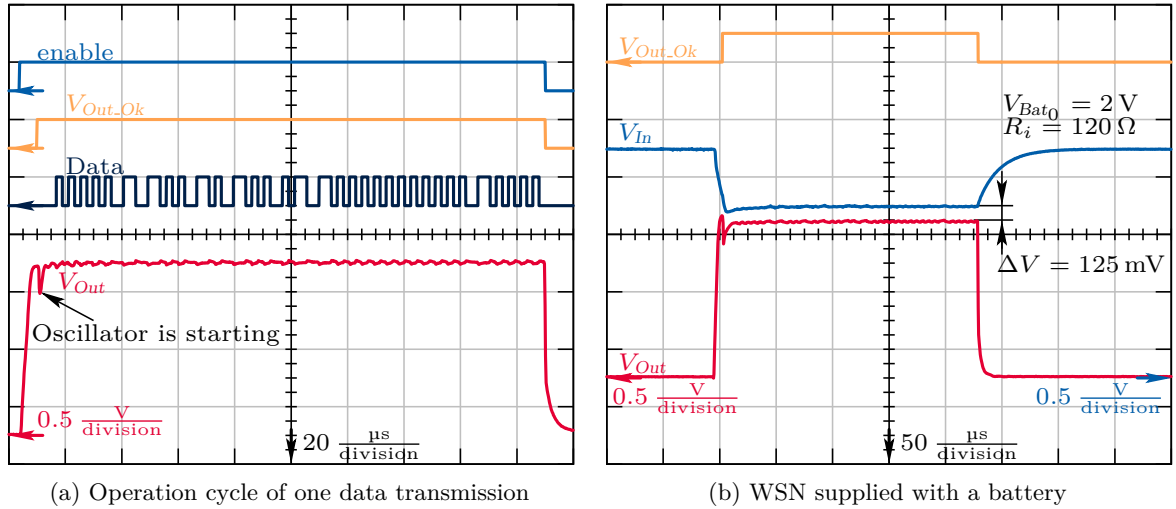 enable
V_Out_Ok
Data
V_Out
Oscillator is starting
0.5 V/division
20 µs/division
(a) Operation cycle of one data transmission
V_Out_Ok
V_Bat0 = 2 V
R_i = 120 Ω
V_In
ΔV = 125 mV
V_Out
0.5 V/division
0.5 V/division
50 µs/division
(b) WSN supplied with a battery